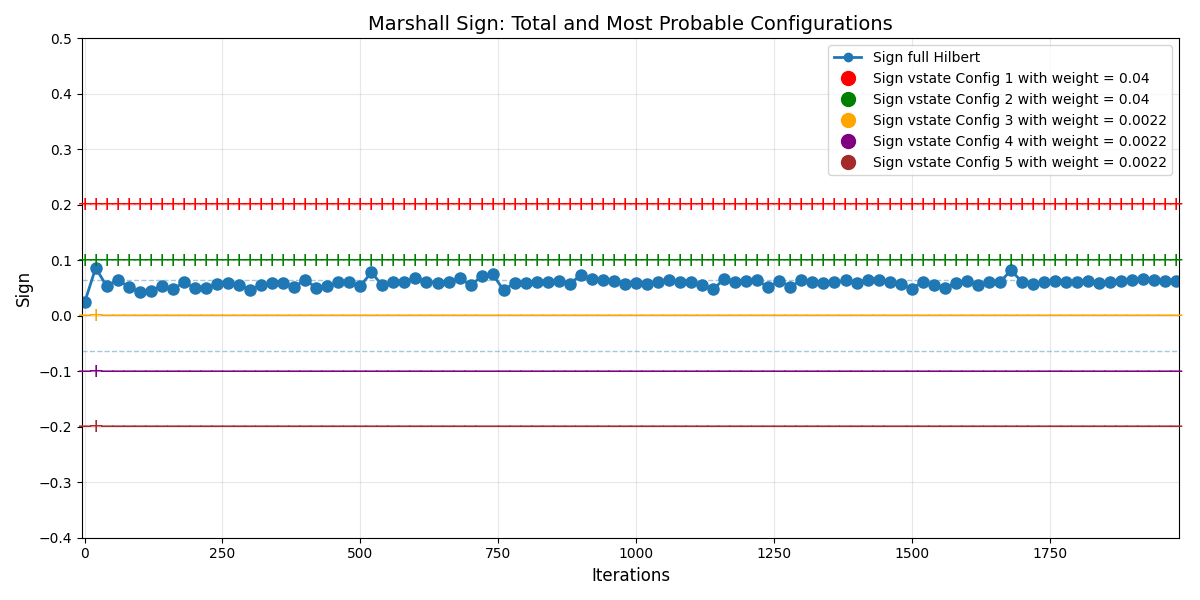 Marshall Sign: Total and Most Probable Configurations
Sign full Hilbert
Sign vstate Config 1 with weight = 0.04
Sign vstate Config 2 with weight = 0.04
Sign vstate Config 3 with weight = 0.0022
Sign vstate Config 4 with weight = 0.0022
Sign vstate Config 5 with weight = 0.0022
Sign
0.5
0.4
0.3
0.2
0.1
0.0
−0.1
−0.2
−0.3
−0.4
0 250 500 750 1000 1250 1500 1750
Iterations